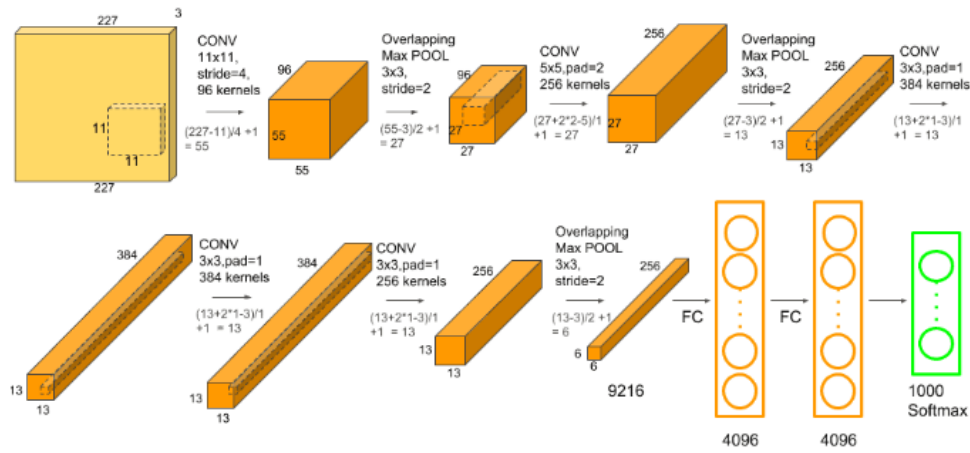 227
3
CONV
11x11,
stride=4,
96 kernels
(227-11)/4 +1
= 55
11
11
227
96
55
55
Overlapping
Max POOL
3x3,
stride=2
(55-3)/2 +1
= 27
96
27
27
CONV
5x5,pad=2
256 kernels
(27+2*2-5)/1
+1 = 27
256
27
27
Overlapping
Max POOL
3x3,
stride=2
(27-3)/2 +1
= 13
256
13
13
CONV
3x3,pad=1
384 kernels
(13+2*1-3)/1
+1 = 13
384
13
13
CONV
3x3,pad=1
384 kernels
(13+2*1-3)/1
+1 = 13
384
13
13
CONV
3x3,pad=1
256 kernels
(13+2*1-3)/1
+1 = 13
256
13
13
Overlapping
Max POOL
3x3,
stride=2
(13-3)/2 +1
= 6
256
6
6
9216
FC
4096
FC
4096
1000
Softmax